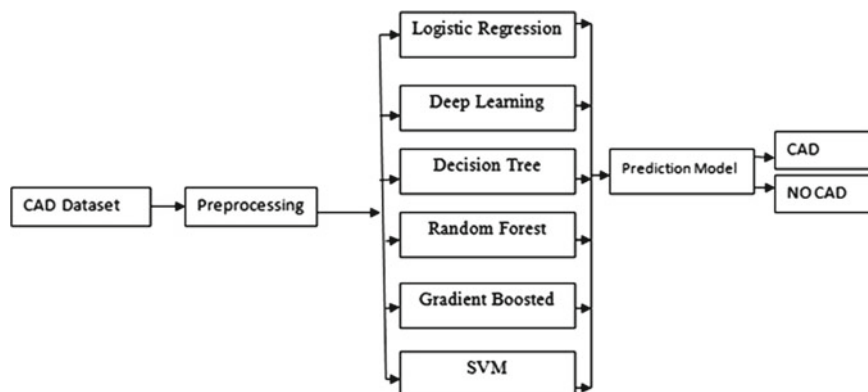 CAD Dataset
Preprocessing
Logistic Regression
Deep Learning
Decision Tree
Random Forest
Gradient Boosted
SVM
Prediction Model
CAD
NO CAD